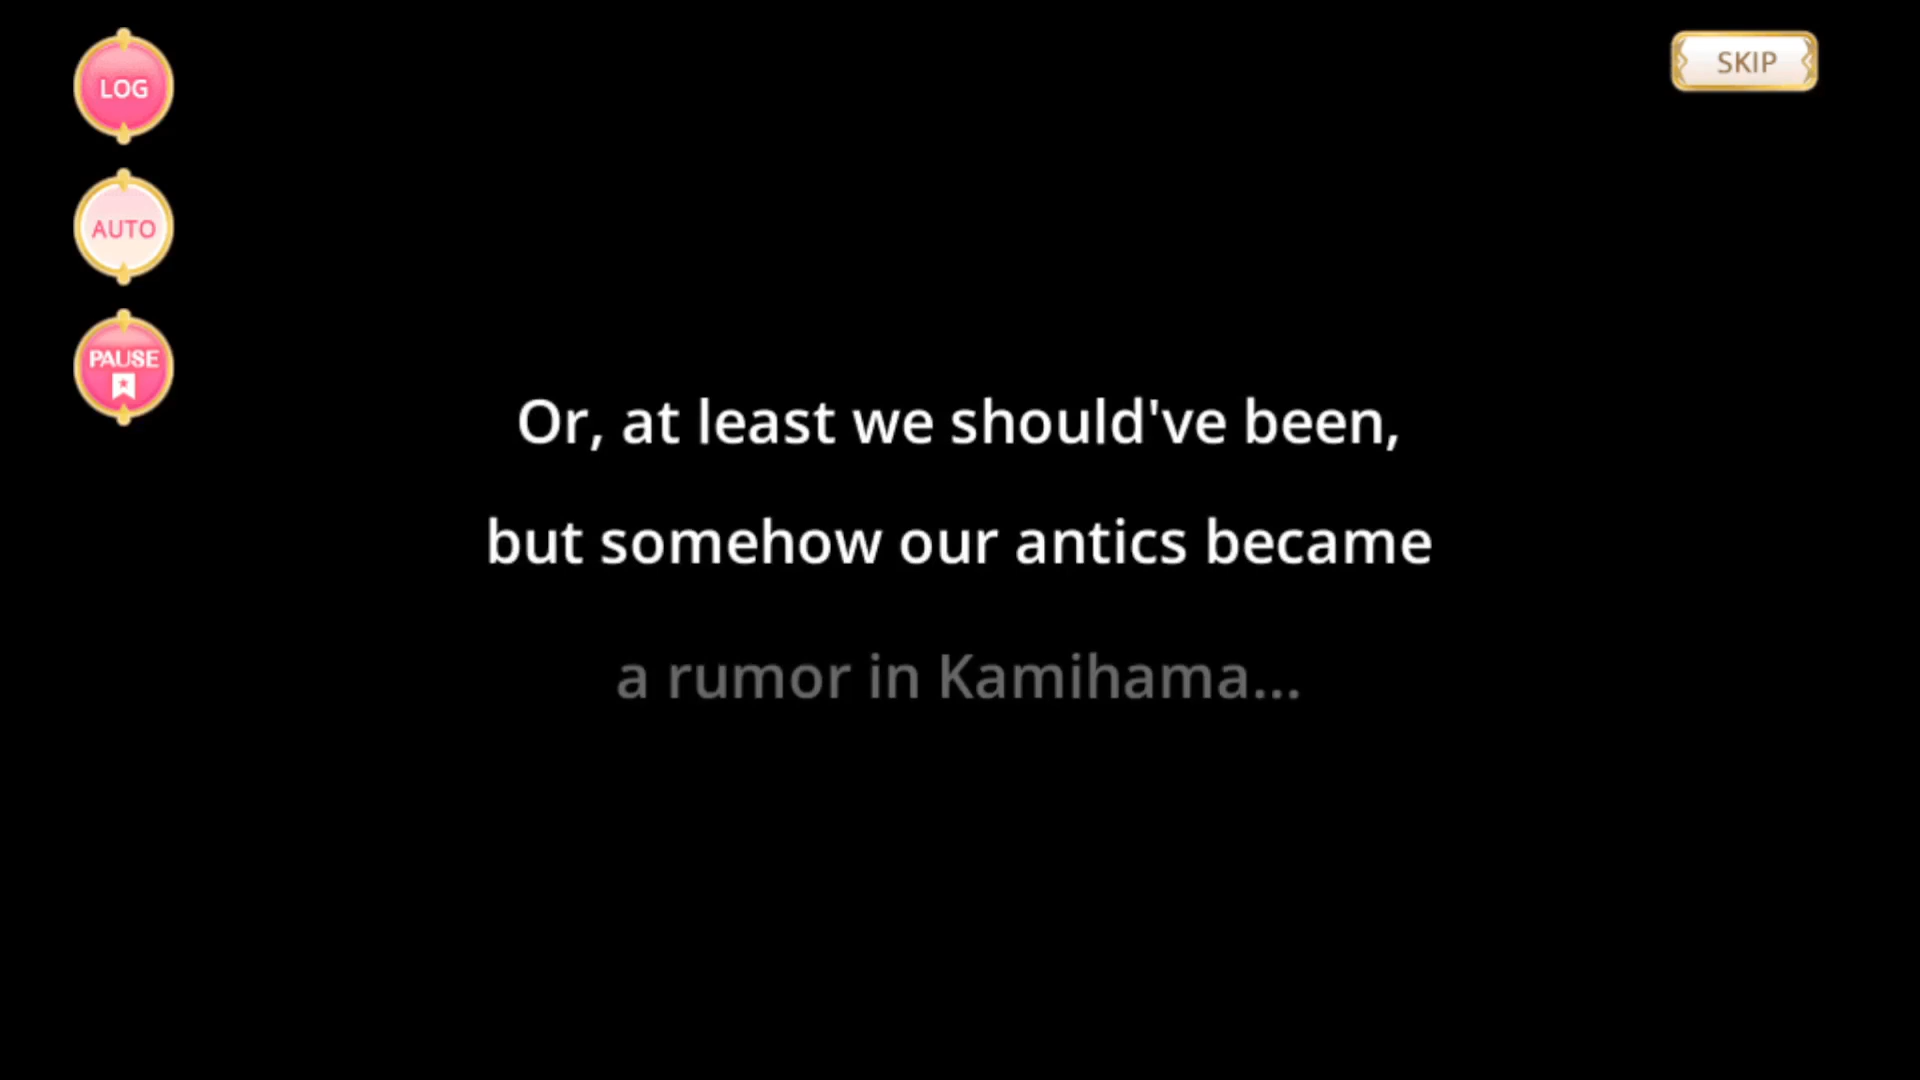 LOG
SKIP
AUTO
PAUSE
Or, at least we should've been,
but somehow our antics became
a rumor in Kamihama...